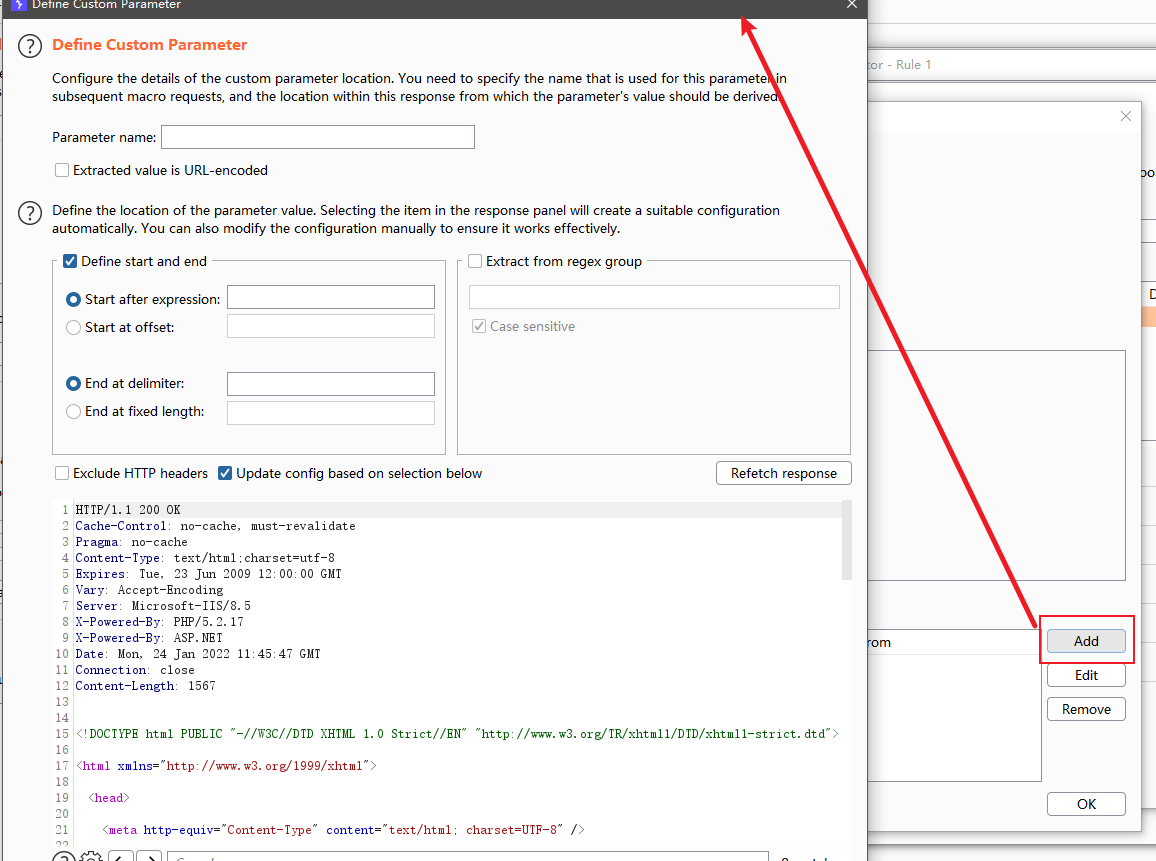 Define Custom Parameter
Define Custom Parameter
Configure the details of the custom parameter location. You need to specify the name that is used for this parameter in
subsequent macro requests, and the location within this response from which the parameter's value should be derived.
Parameter name:
Extracted value is URL-encoded
Define the location of the parameter value. Selecting the item in the response panel will create a suitable configuration
automatically. You can also modify the configuration manually to ensure it works effectively.
Define start and end
Start after expression:
Start at offset:
End at delimiter:
End at fixed length:
Extract from regex group
Case sensitive
Exclude HTTP headers
Update config based on selection below
Refetch response
1 HTTP/1.1 200 OK
2 Cache-Control: no-cache, must-revalidate
3 Pragma: no-cache
4 Content-Type: text/html;charset=utf-8
5 Expires: Tue, 23 Jun 2009 12:00:00 GMT
6 Vary: Accept-Encoding
7 Server: Microsoft-IIS/8.5
8 X-Powered-By: PHP/5.2.17
9 X-Powered-By: ASP.NET
10 Date: Mon, 24 Jan 2022 11:45:47 GMT
11 Connection: close
12 Content-Length: 1567
13
14
15 <!DOCTYPE html PUBLIC "-//W3C//DTD XHTML 1.0 Strict//EN" "http://www.w3.org/TR/xhtml1/DTD/xhtml1-strict.dtd">
16
17 <html xmlns="http://www.w3.org/1999/xhtml">
18
19 <head>
20
21 <meta http-equiv="Content-Type" content="text/html; charset=UTF-8" />
22
tor - Rule 1
rom
Add
Edit
Remove
OK